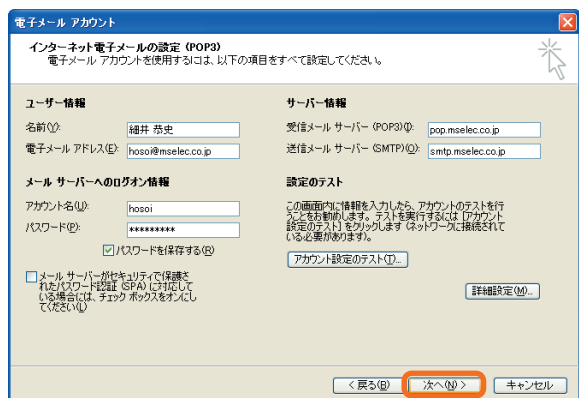 電子メール アカウント
インターネット電子メールの設定 (POP3)
電子メール アカウントを使用するには、以下の項目をすべて設定してください。
ユーザー情報
名前(Y):
細井 恭史
電子メール アドレス(E):
hosoi@mselec.co.jp
サーバー情報
受信メール サーバー (POP3)(I):
pop.mselec.co.jp
送信メール サーバー (SMTP)(O):
smtp.mselec.co.jp
メール サーバーへのログオン情報
アカウント名(U):
hosoi
パスワード(P):
*********
パスワードを保存する(R)
メール サーバーがセキュリティで保護さ
れたパスワード認証 (SPA) に対応して
いる場合には、チェック ボックスをオンにし
てください(L)
設定のテスト
この画面内に情報を入力したら、アカウントのテストを行
うことをお勧めします。テストを実行するには [アカウント
設定のテスト] をクリックします (ネットワークに接続されて
いる必要があります)。
アカウント設定のテスト(T)...
詳細設定(M)...
< 戻る(B)
次へ(N) >
キャンセル